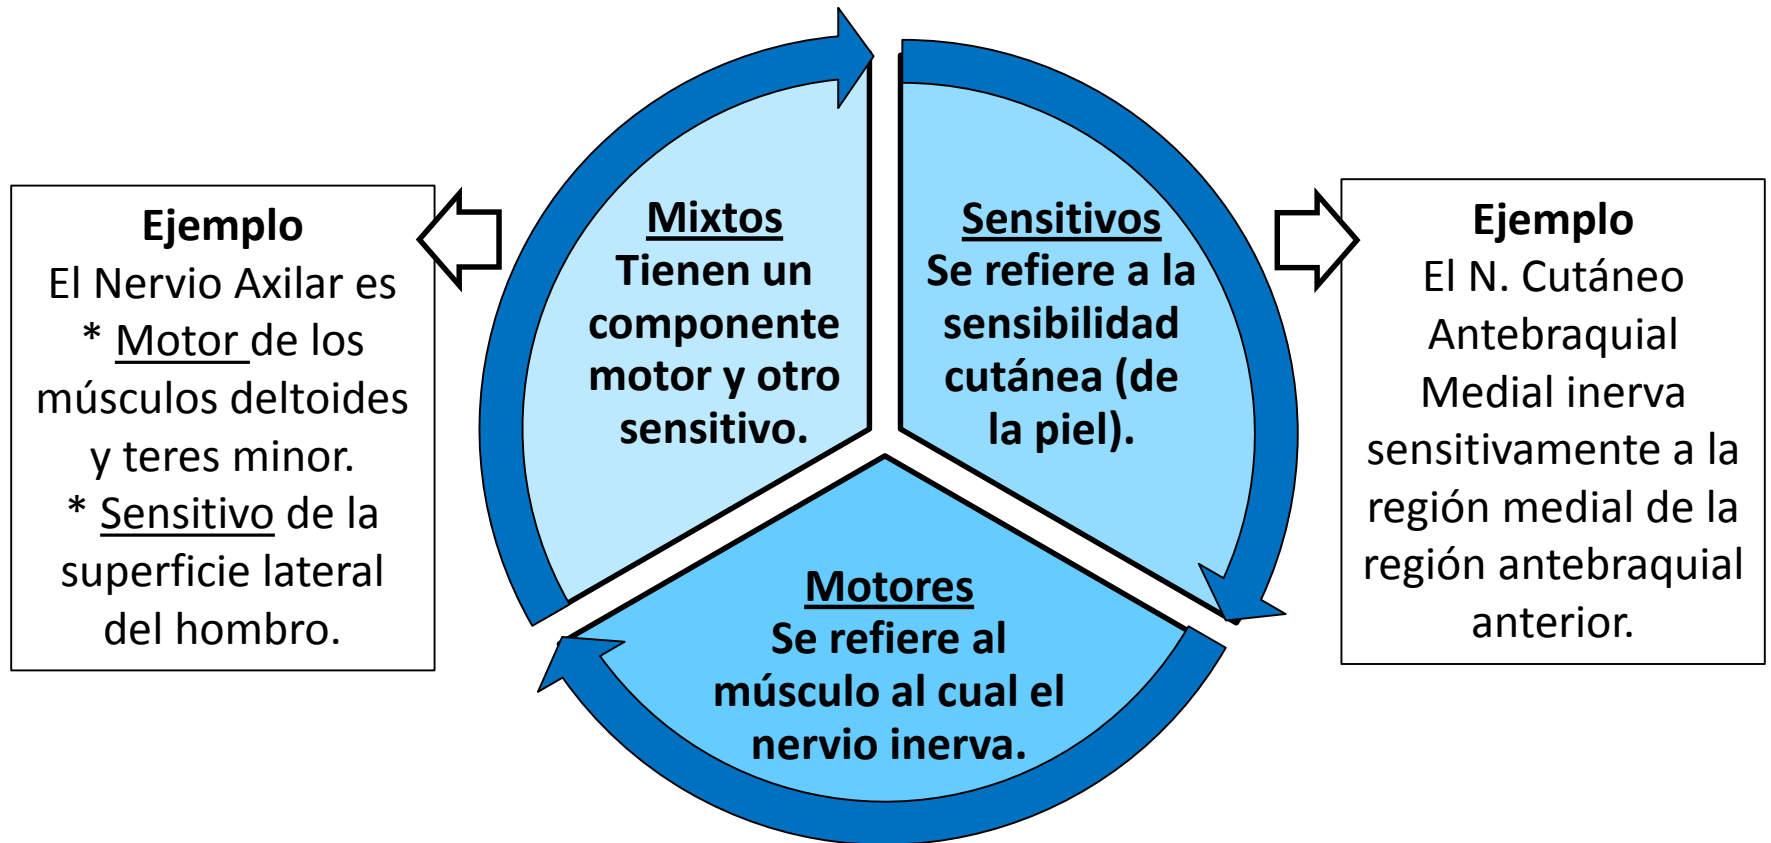 Ejemplo
El Nervio Axilar es
* Motor de los
músculos deltoides
y teres minor.
* Sensitivo de la
superficie lateral
del hombro.
Mixtos
Tienen un
componente
motor y otro
sensitivo.
Sensitivos
Se refiere a la
sensibilidad
cutánea (de
la piel).
Motores
Se refiere al
músculo al cual el
nervio inerva.
Ejemplo
El N. Cutáneo
Antebraquial
Medial inerva
sensitivamente a la
región medial de la
región antebraquial
anterior.